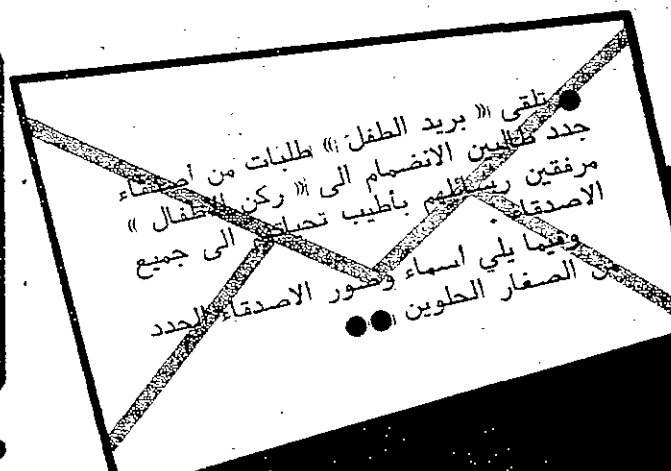 ● تلقى « بريد الطفل » طلبات من أصدقاء
جدد طالبين الانضمام الى « ركن الاطفال »
مرفقين رسائلهم بأطيب تحياتهم الى جميع
الاصدقاء .
وفيما يلي اسماء وصور الاصدقاء الجدد
من الصغار الحلوين ●●